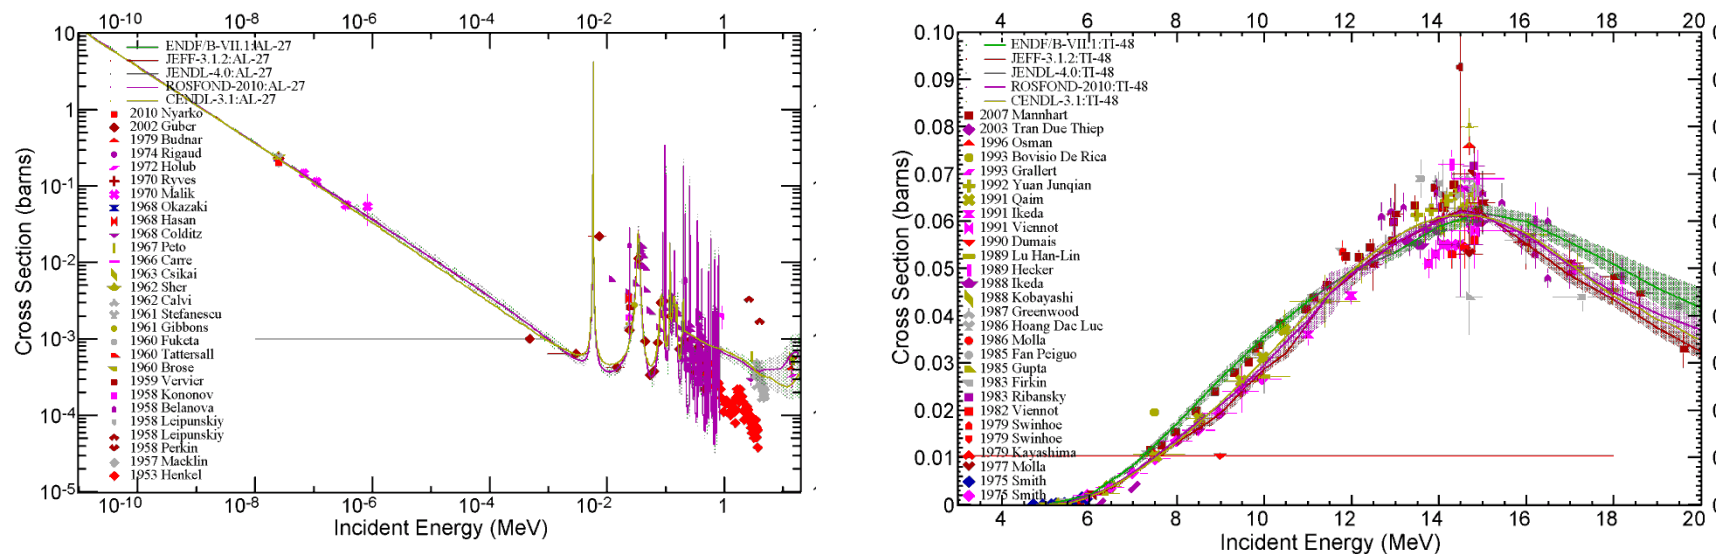 10-10 10-8 10-6 10-4 10-2 1
10
1
10-1
10-2
10-3
10-4
10-5
Cross Section (barns)
ENDF/B-VII.1:AL-27
JEFF-3.1.2:AL-27
JENDL-4.0:AL-27
ROSFOND-2010:AL-27
CENDL-3.1:AL-27
2010 Nyarko
2002 Guber
1979 Budnar
1974 Rigaud
1972 Holub
1970 Ryves
1970 Malik
1968 Okazaki
1968 Hasan
1968 Colditz
1967 Peto
1966 Carre
1963 Csikai
1962 Sher
1962 Calvi
1961 Stefanescu
1961 Gibbons
1960 Fuketa
1960 Tattersall
1960 Brose
1959 Vervier
1958 Kononov
1958 Belanova
1958 Leipunskiy
1958 Leipunskiy
1958 Perkin
1957 Macklin
1953 Henkel
10-10 10-8 10-6 10-4 10-2 1
Incident Energy (MeV)
4 6 8 10 12 14 16 18 20
0.10
0.09
0.08
0.07
0.06
0.05
0.04
0.03
0.02
0.01
0
Cross Section (barns)
ENDF/B-VII.1:TI-48
JEFF-3.1.2:TI-48
JENDL-4.0:TI-48
ROSFOND-2010:TI-48
CENDL-3.1:TI-48
2007 Mannhart
2003 Tran Due Thiep
1996 Osman
1993 Bovisio De Rica
1993 Grallert
1992 Yuan Junqian
1991 Qaim
1991 Ikeda
1991 Viennot
1990 Dumais
1989 Lu Han-Lin
1989 Hecker
1988 Ikeda
1988 Kobayashi
1987 Greenwood
1986 Hoang Dac Luc
1986 Molla
1985 Fan Peiguo
1985 Gupta
1983 Firkin
1983 Ribansky
1982 Viennot
1979 Swinhoe
1979 Swinhoe
1979 Kayashima
1977 Molla
1975 Smith
1975 Smith
4 6 8 10 12 14 16 18 20
Incident Energy (MeV)